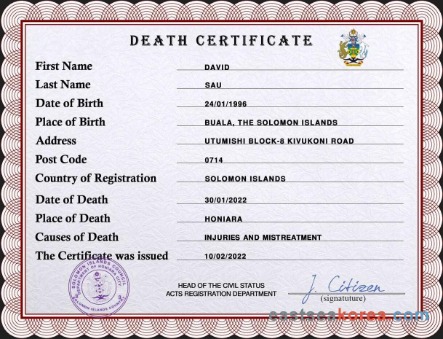 DEATH CERTIFICATE
First Name DAVID
Last Name SAU
Date of Birth 24/01/1996
Place of Birth BUALA, THE SOLOMON ISLANDS
Address UTUMISHI BLOCK-8 KIVUKONI ROAD
Post Code 0714
Country of Registration SOLOMON ISLANDS
Date of Death 30/01/2022
Place of Death HONIARA
Causes of Death INJURIES AND MISTREATMENT
The Certificate was issued 10/02/2022
HEAD OF THE CIVIL STATUS
ACTS REGISTRATION DEPARTMENT
J. Citizen
(signatuture)
eastseakorea.com